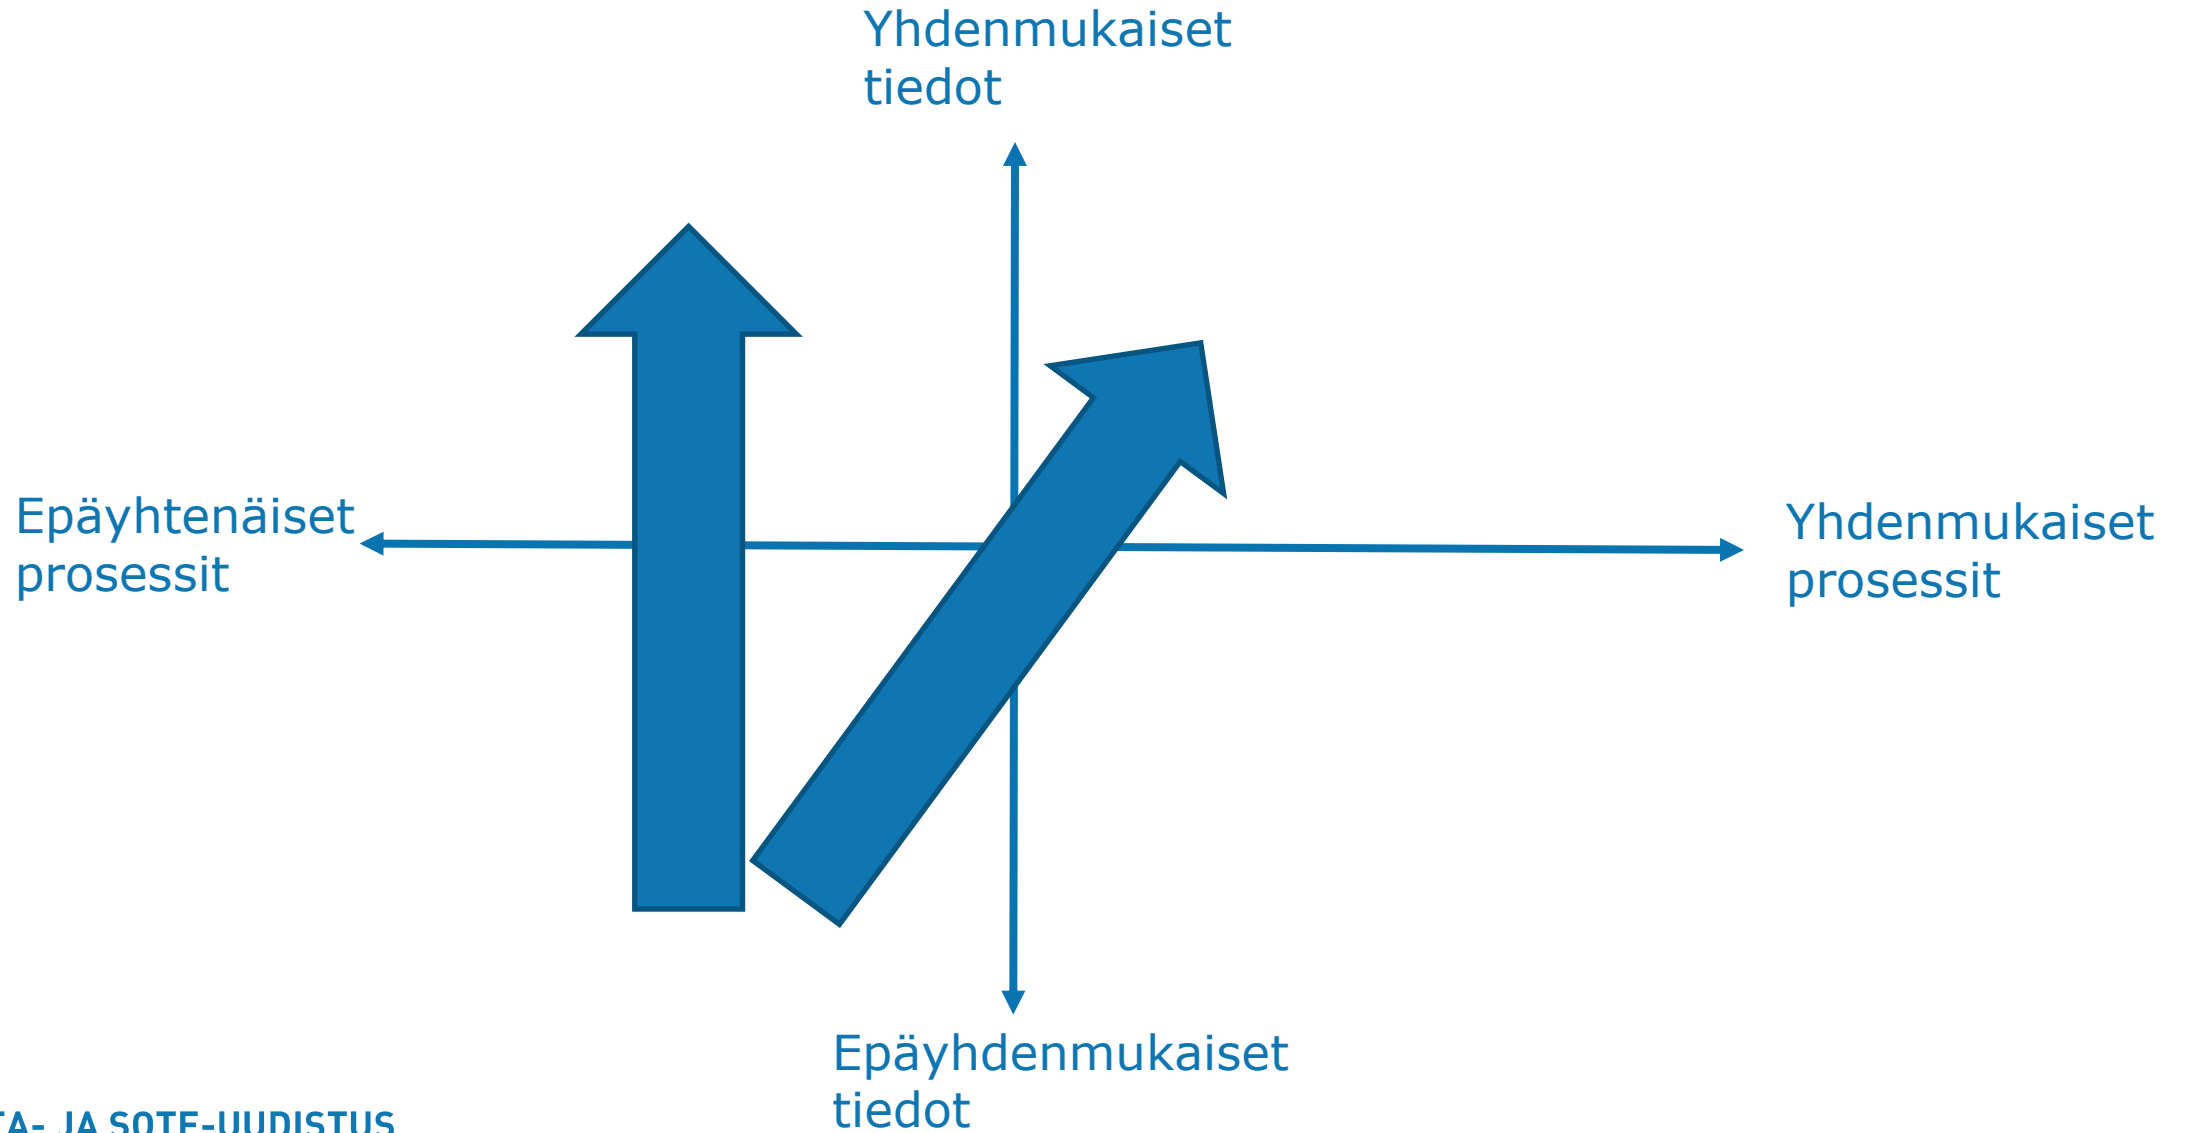 Yhdenmukaiset
tiedot
Epäyhtenäiset
prosessit
Yhdenmukaiset
prosessit
Epäyhdenmukaiset
tiedot
JA SOTE-UUDISTUS